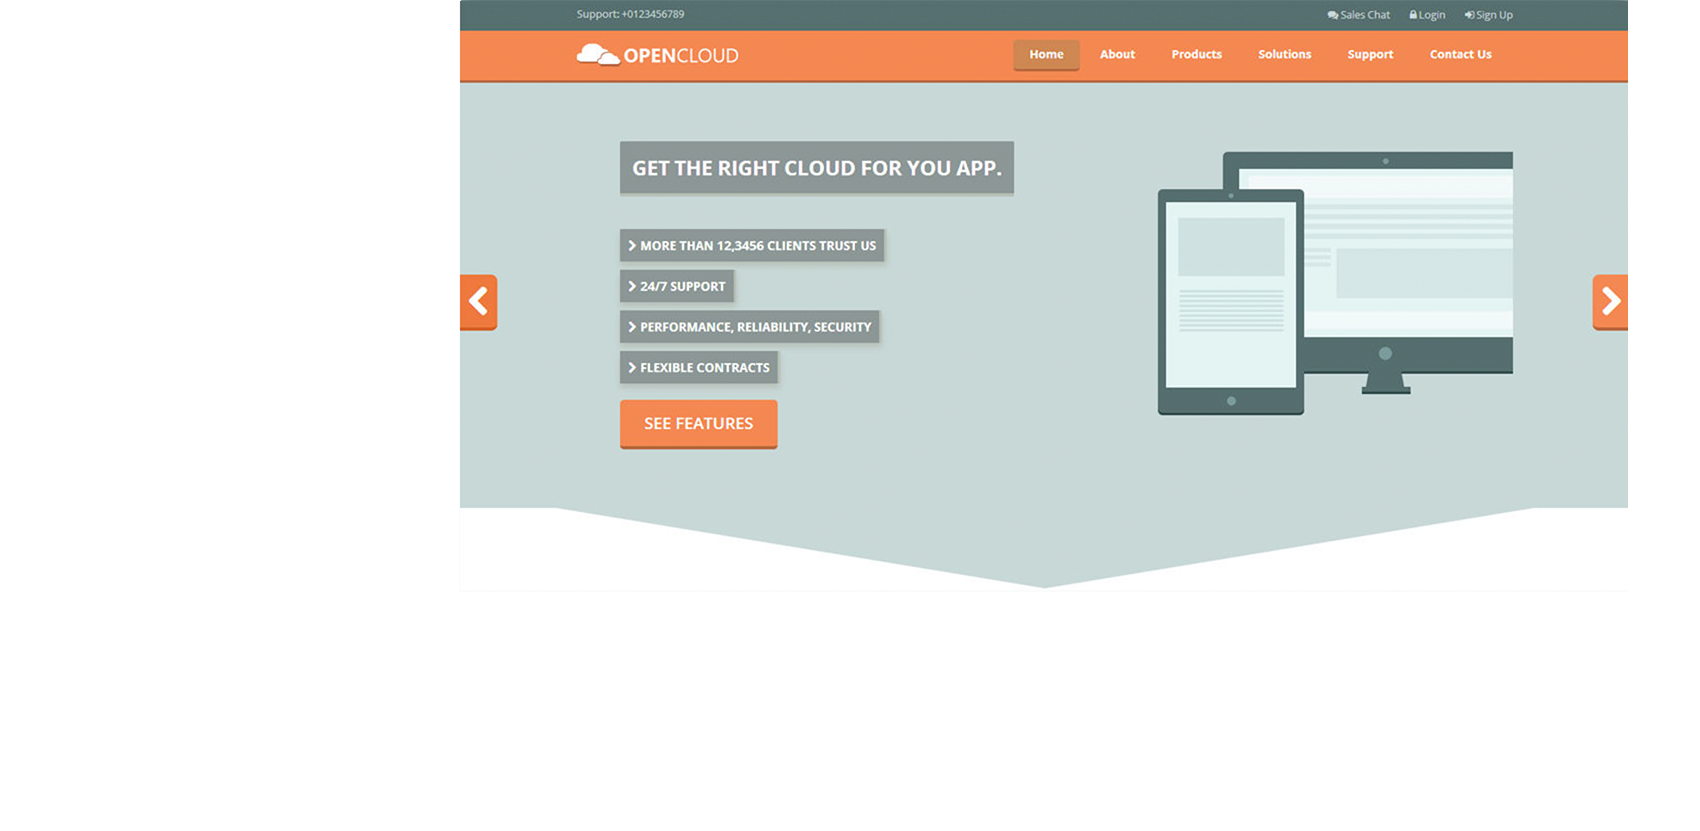 Support: +0123456789
Sales Chat Login Sign Up
OPENCLOUD
Home About Products Solutions Support Contact Us
GET THE RIGHT CLOUD FOR YOU APP.
MORE THAN 12,3456 CLIENTS TRUST US
24/7 SUPPORT
PERFORMANCE, RELIABILITY, SECURITY
FLEXIBLE CONTRACTS
SEE FEATURES